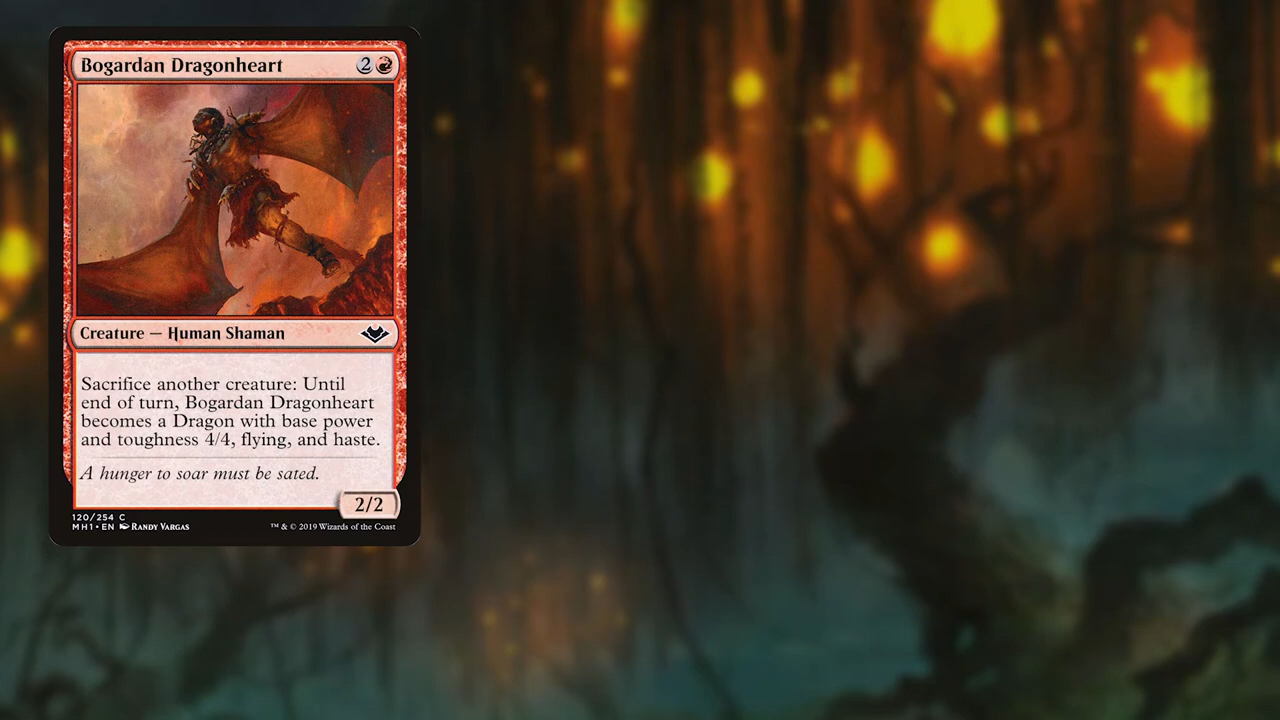 Bogardan Dragonheart 2
Creature — Human Shaman
Sacrifice another creature: Until
end of turn, Bogardan Dragonheart
becomes a Dragon with base power
and toughness 4/4, flying, and haste.
A hunger to soar must be sated.
2/2
120/254 C
MH1 • EN RANDY VARGAS
™ & © 2019 Wizards of the Coast